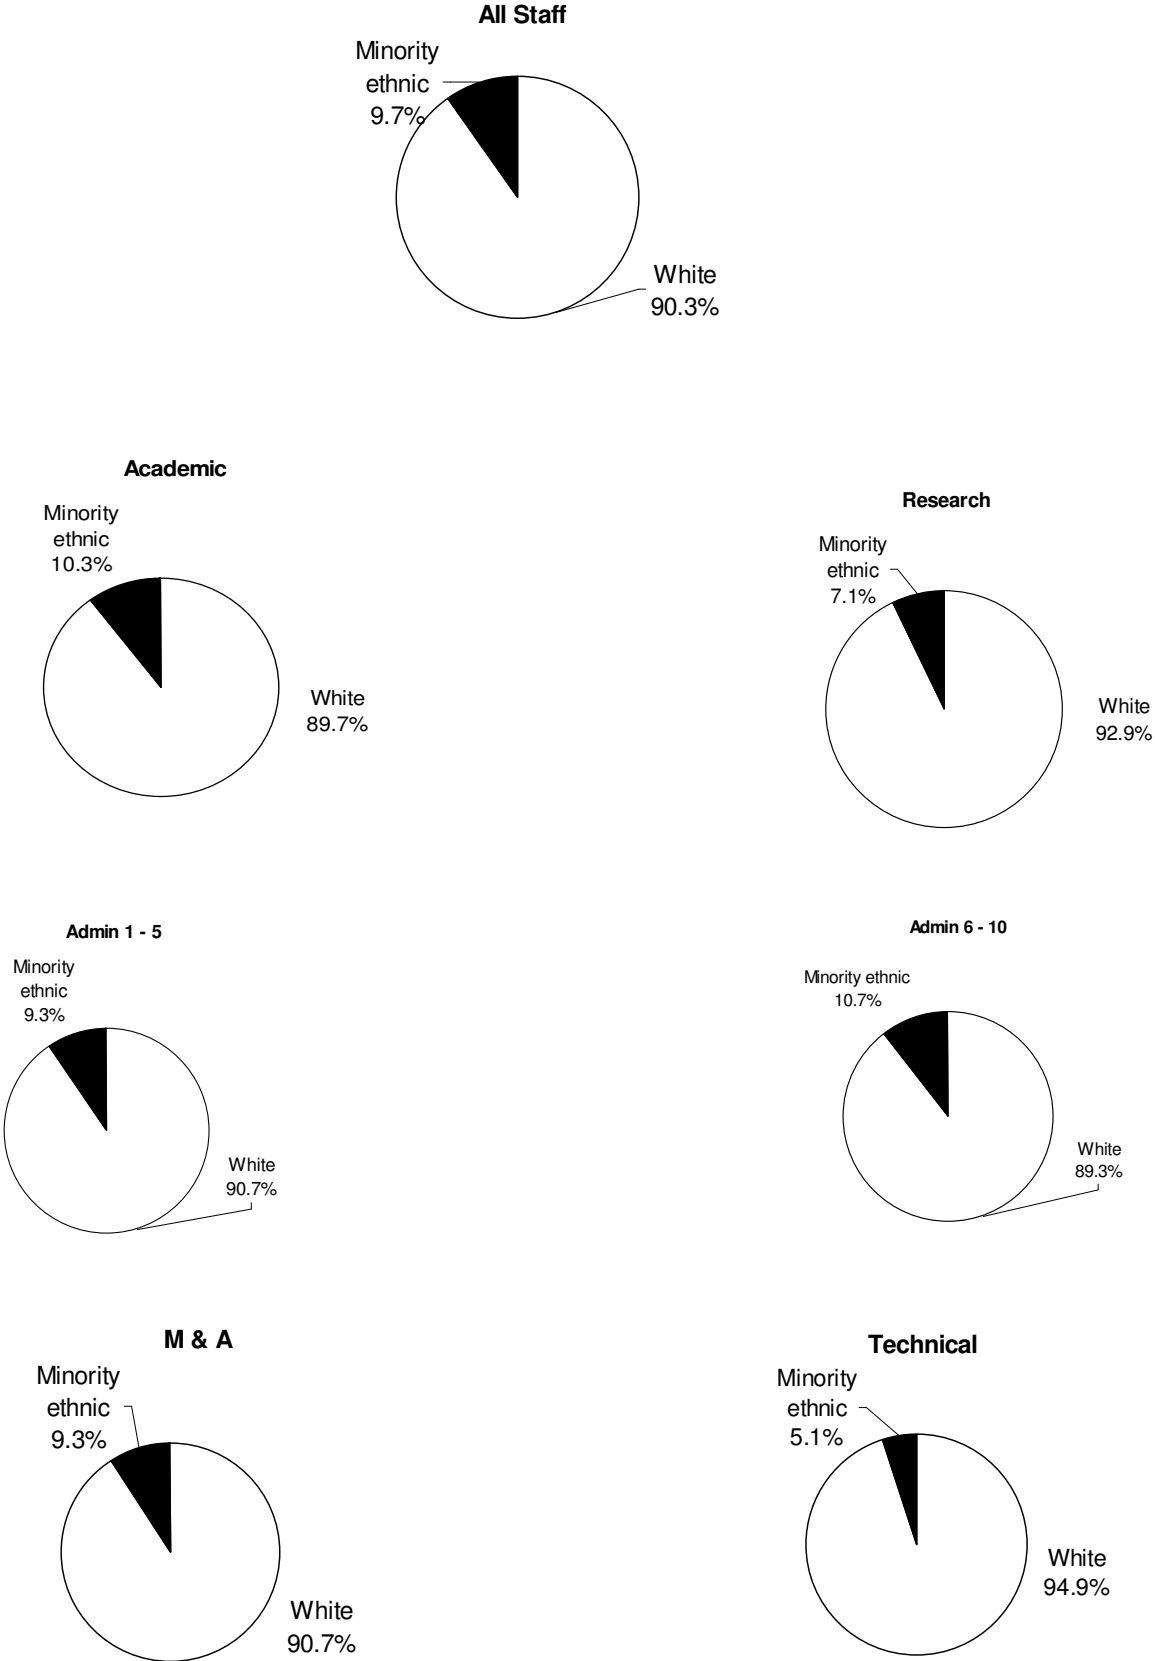 All Staff
Minority
ethnic
9.7%
White
90.3%
Academic
Minority
ethnic
10.3%
White
89.7%
Research
Minority
ethnic
7.1%
White
92.9%
Admin 1 - 5
Minority
ethnic
9.3%
White
90.7%
Admin 6 - 10
Minority ethnic
10.7%
White
89.3%
M & A
Minority
ethnic
9.3%
White
90.7%
Technical
Minority
ethnic
5.1%
White
94.9%